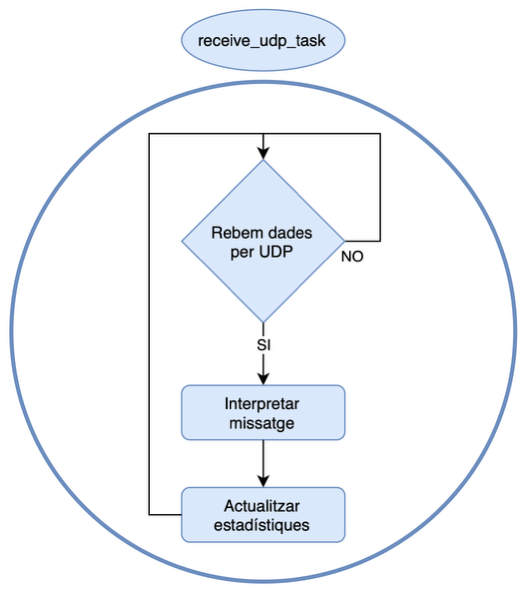 receive_udp_task
Rebem dades
per UDP
NO
SI
Interpretar
missatge
Actualitzar
estadístiques